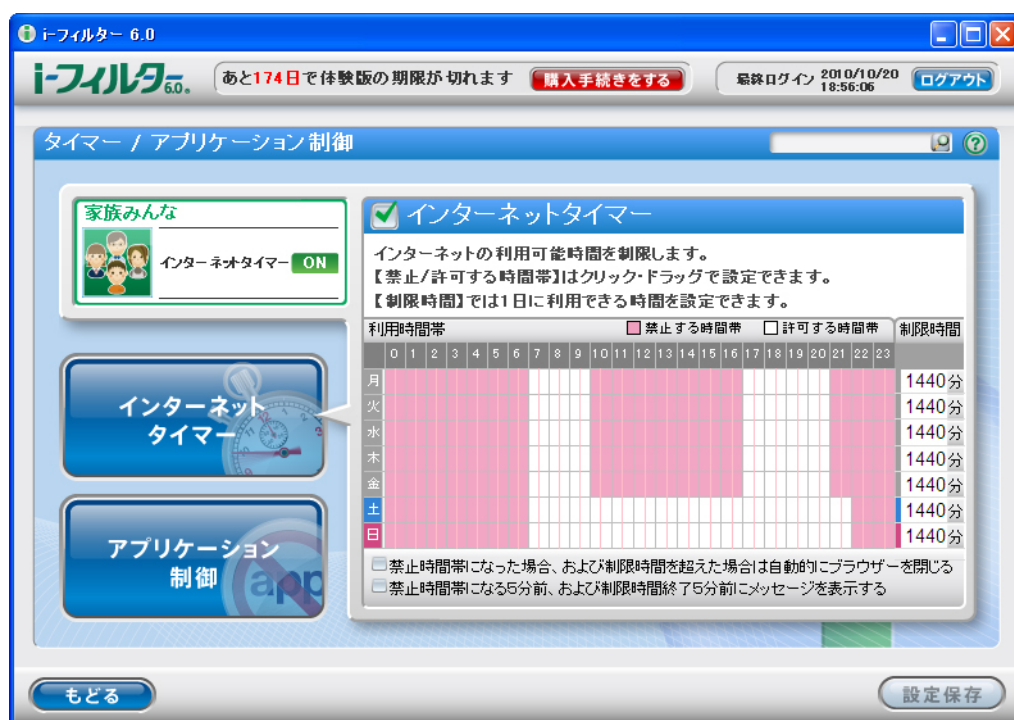 i-フィルター 6.0
i-フィルター 6.0.
あと174日で体験版の期限が切れます
購入手続きをする
最終ログイン 2010/10/20 18:56:06
ログアウト
タイマー / アプリケーション制御
?
家族みんな
インターネットタイマー ON
インターネットタイマー
インターネットの利用可能時間を制限します。
【禁止/許可する時間帯】はクリック・ドラッグで設定できます。
【制限時間】では1日に利用できる時間を設定できます。
利用時間帯 禁止する時間帯 許可する時間帯 制限時間
0 1 2 3 4 5 6 7 8 9 10 11 12 13 14 15 16 17 18 19 20 21 22 23
月 1440分
火 1440分
水 1440分
木 1440分
金 1440分
土 1440分
日 1440分
禁止時間帯になった場合、および制限時間を超えた場合は自動的にブラウザーを閉じる
禁止時間帯になる5分前、および制限時間終了5分前にメッセージを表示する
インターネット
タイマー
アプリケーション
制御
app
もどる
設定保存